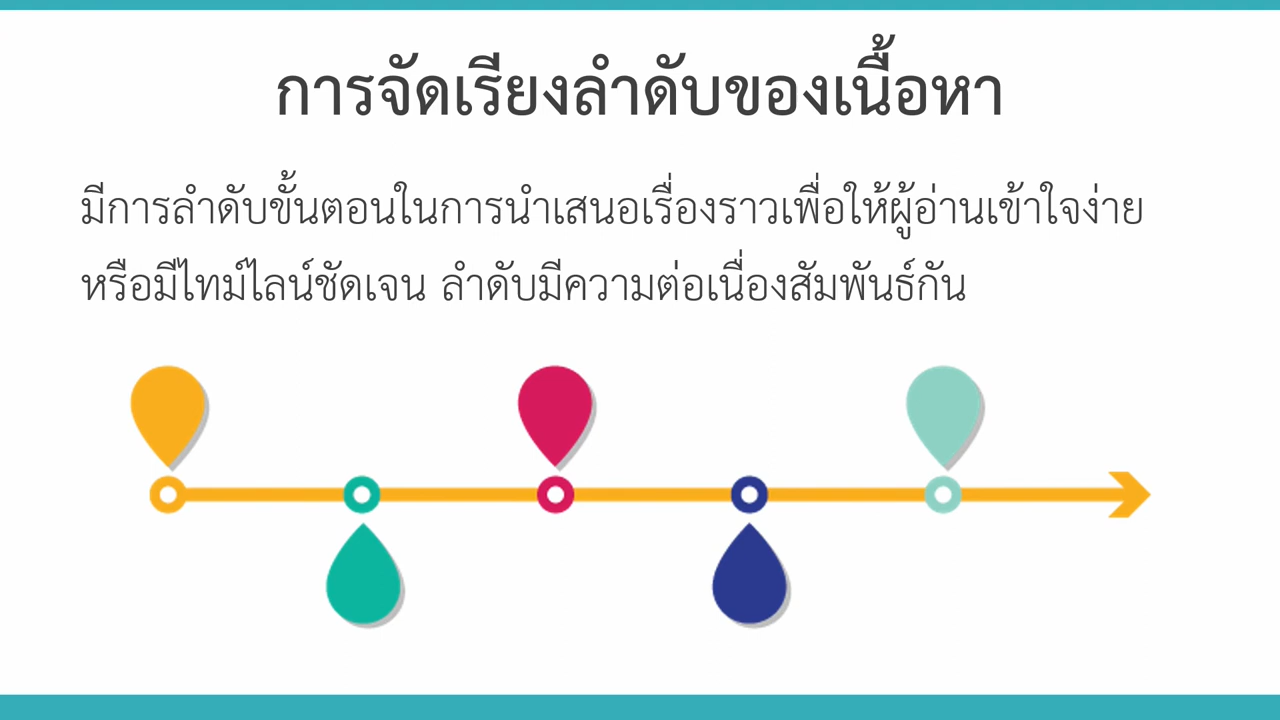 การจัดเรียงลำดับของเนื้อหา
มีการลำดับขั้นตอนในการนำเสนอเรื่องราวเพื่อให้ผู้อ่านเข้าใจง่าย
หรือมีไทม์ไลน์ชัดเจน ลำดับมีความต่อเนื่องสัมพันธ์กัน